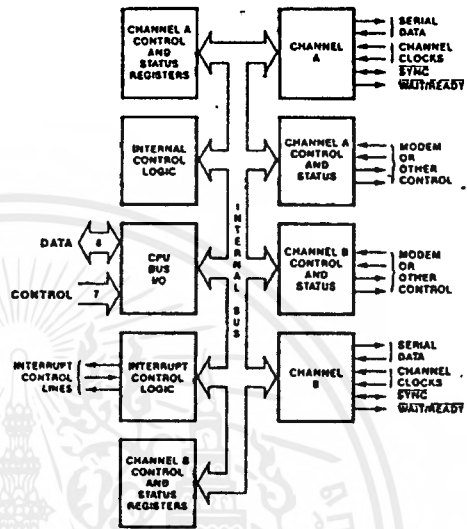 CHANNEL A
CONTROL
AND
STATUS
REGISTERS
CHANNEL
A
SERIAL
DATA
CHANNEL
CLOCKS
SYNC
WAIT/READY
INTERNAL
CONTROL
LOGIC
CHANNEL A
CONTROL
AND
STATUS
MODEM
OR
OTHER
CONTROL
INTERNAL BUS
DATA
8
CONTROL
7
CPU
BUS
I/O
CHANNEL B
CONTROL
AND
STATUS
MODEM
OR
OTHER
CONTROL
INTERRUPT
CONTROL
LINES
INTERRUPT
CONTROL
LOGIC
CHANNEL
B
SERIAL
DATA
CHANNEL
CLOCKS
SYNC
WAIT/READY
CHANNEL B
CONTROL
AND
STATUS
REGISTERS